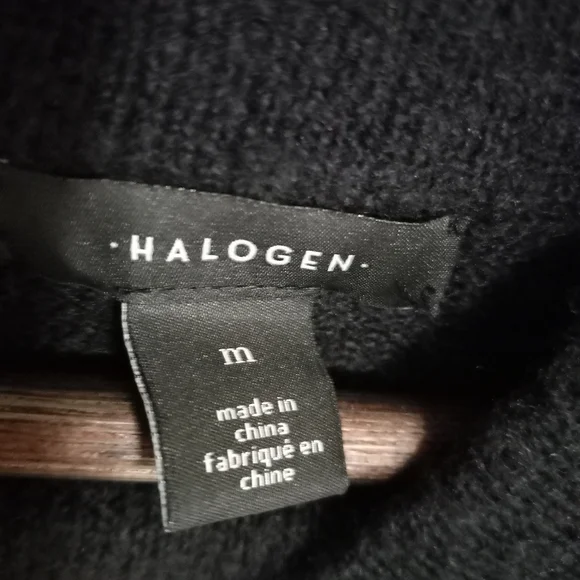 ·HALOGEN·
m
made in
china
fabriqué en
chine